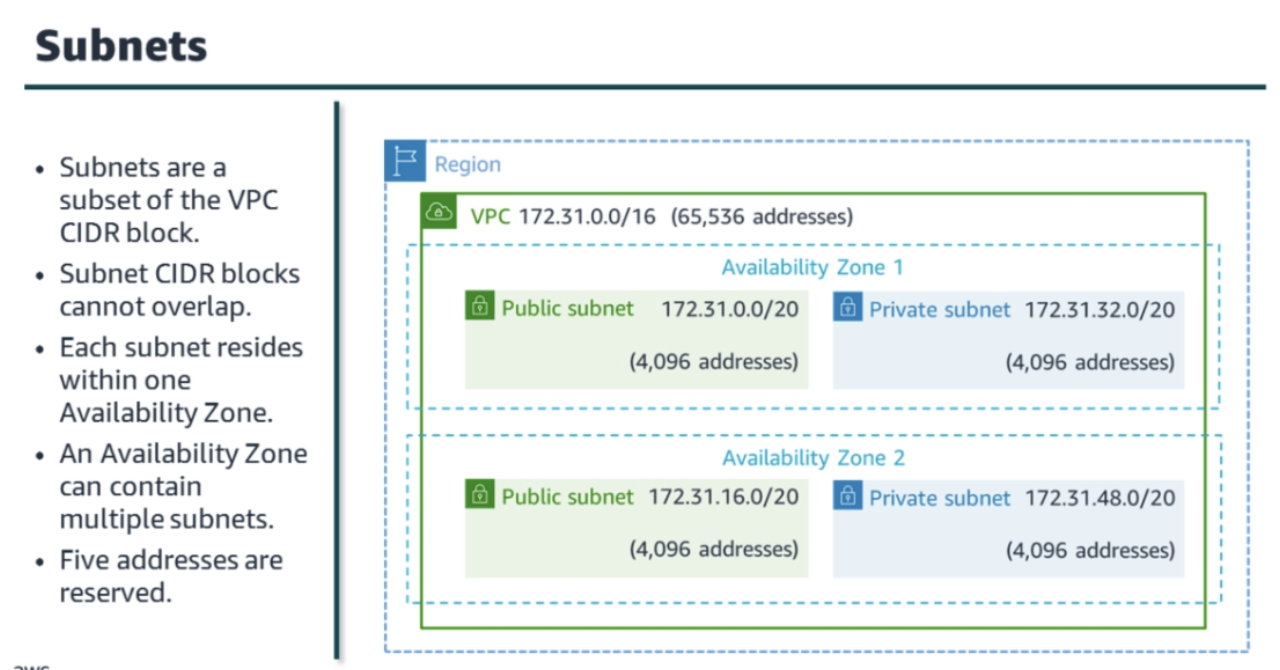 Subnets
• Subnets are a
subset of the VPC
CIDR block.
• Subnet CIDR blocks
cannot overlap.
• Each subnet resides
within one
Availability Zone.
• An Availability Zone
can contain
multiple subnets.
• Five addresses are
reserved.
aws
Region
VPC 172.31.0.0/16 (65,536 addresses)
Availability Zone 1
Public subnet 172.31.0.0/20
(4,096 addresses)
Private subnet 172.31.32.0/20
(4,096 addresses)
Availability Zone 2
Public subnet 172.31.16.0/20
(4,096 addresses)
Private subnet 172.31.48.0/20
(4,096 addresses)